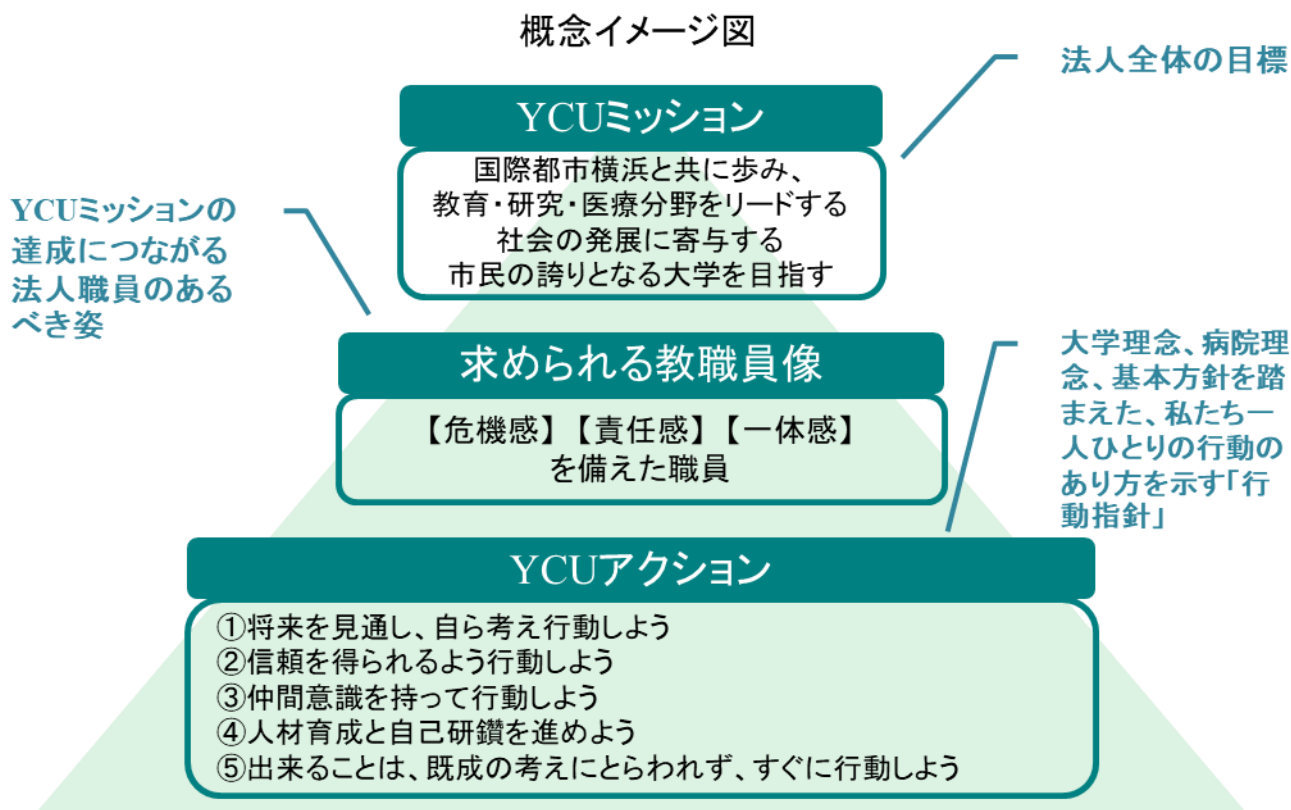 概念イメージ図
法人全体の目標
YCUミッション
国際都市横浜と共に歩み、
教育・研究・医療分野をリードする
社会の発展に寄与する
市民の誇りとなる大学を目指す
YCUミッションの
達成につながる
法人職員のある
べき姿
求められる教職員像
【危機感】【責任感】【一体感】
を備えた職員
大学理念、病院理
念、基本方針を踏
まえた、私たち一
人ひとりの行動の
あり方を示す「行
動指針」
YCUアクション
①将来を見通し、自ら考え行動しよう
②信頼を得られるよう行動しよう
③仲間意識を持って行動しよう
④人材育成と自己研鑽を進めよう
⑤出来ることは、既成の考えにとらわれず、すぐに行動しよう